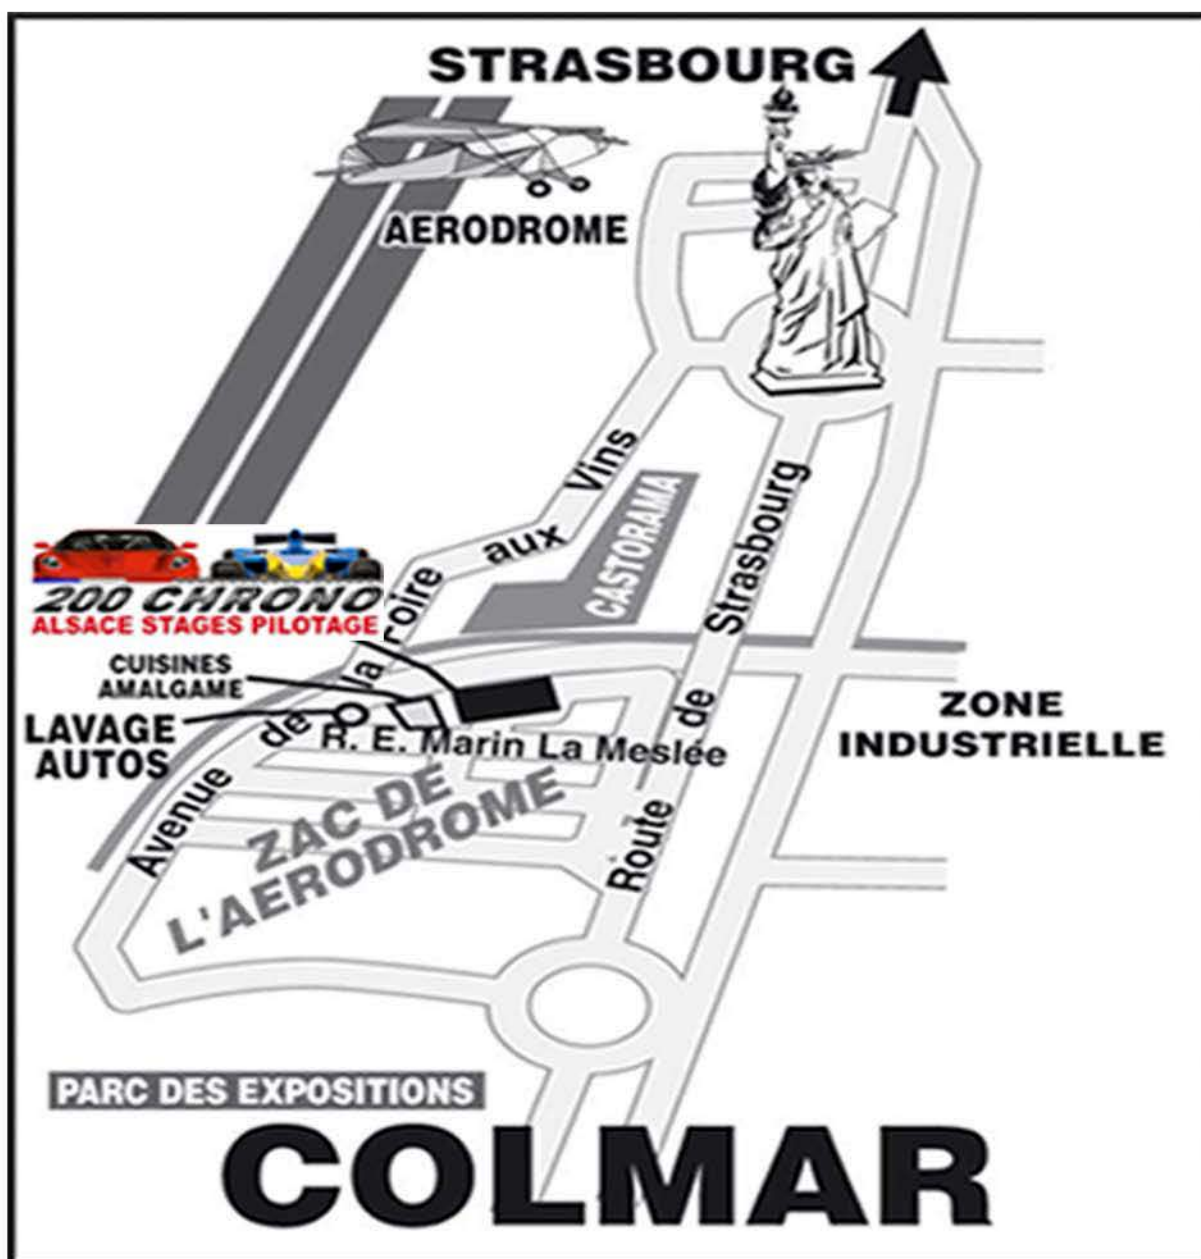 STRASBOURG
AERODROME
Avenue de la Foire aux Vins
CASTORAMA
Route de Strasbourg
200 CHRONO
ALSACE STAGES PILOTAGE
CUISINES
AMALGAME
LAVAGE
AUTOS
R. E. Marin La Meslée
ZONE
INDUSTRIELLE
ZAC DE
L'AERODROME
PARC DES EXPOSITIONS
COLMAR